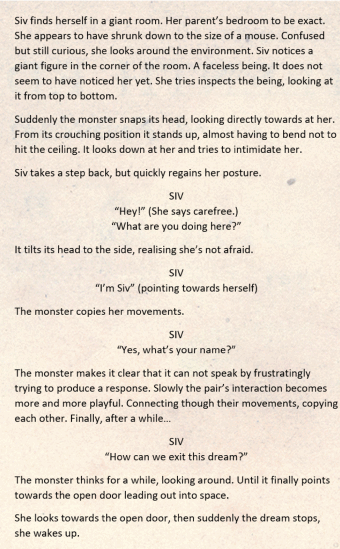 Siv finds herself in a giant room. Her parent's bedroom to be exact.
She appears to have shrunk down to the size of a mouse. Confused
but still curious, she looks around the environment. Siv notices a
giant figure in the corner of the room. A faceless being. It does not
seem to have noticed her yet. She tries inspects the being, looking at
it from top to bottom.
Suddenly the monster snaps its head, looking directly towards at her.
From its crouching position it stands up, almost having to bend not to
hit the ceiling. It looks down at her and tries to intimidate her.
Siv takes a step back, but quickly regains her posture.
SIV
"Hey!" (She says carefree.)
"What are you doing here?"
It tilts its head to the side, realising she's not afraid.
SIV
"I'm Siv" (pointing towards herself)
The monster copies her movements.
SIV
"Yes, what's your name?"
The monster makes it clear that it can not speak by frustratingly
trying to produce a response. Slowly the pair's interaction becomes
more and more playful. Connecting though their movements, copying
each other. Finally, after a while...
SIV
"How can we exit this dream?"
The monster thinks for a while, looking around. Until it finally points
towards the open door leading out into space.
She looks towards the open door, then suddenly the dream stops,
she wakes up.